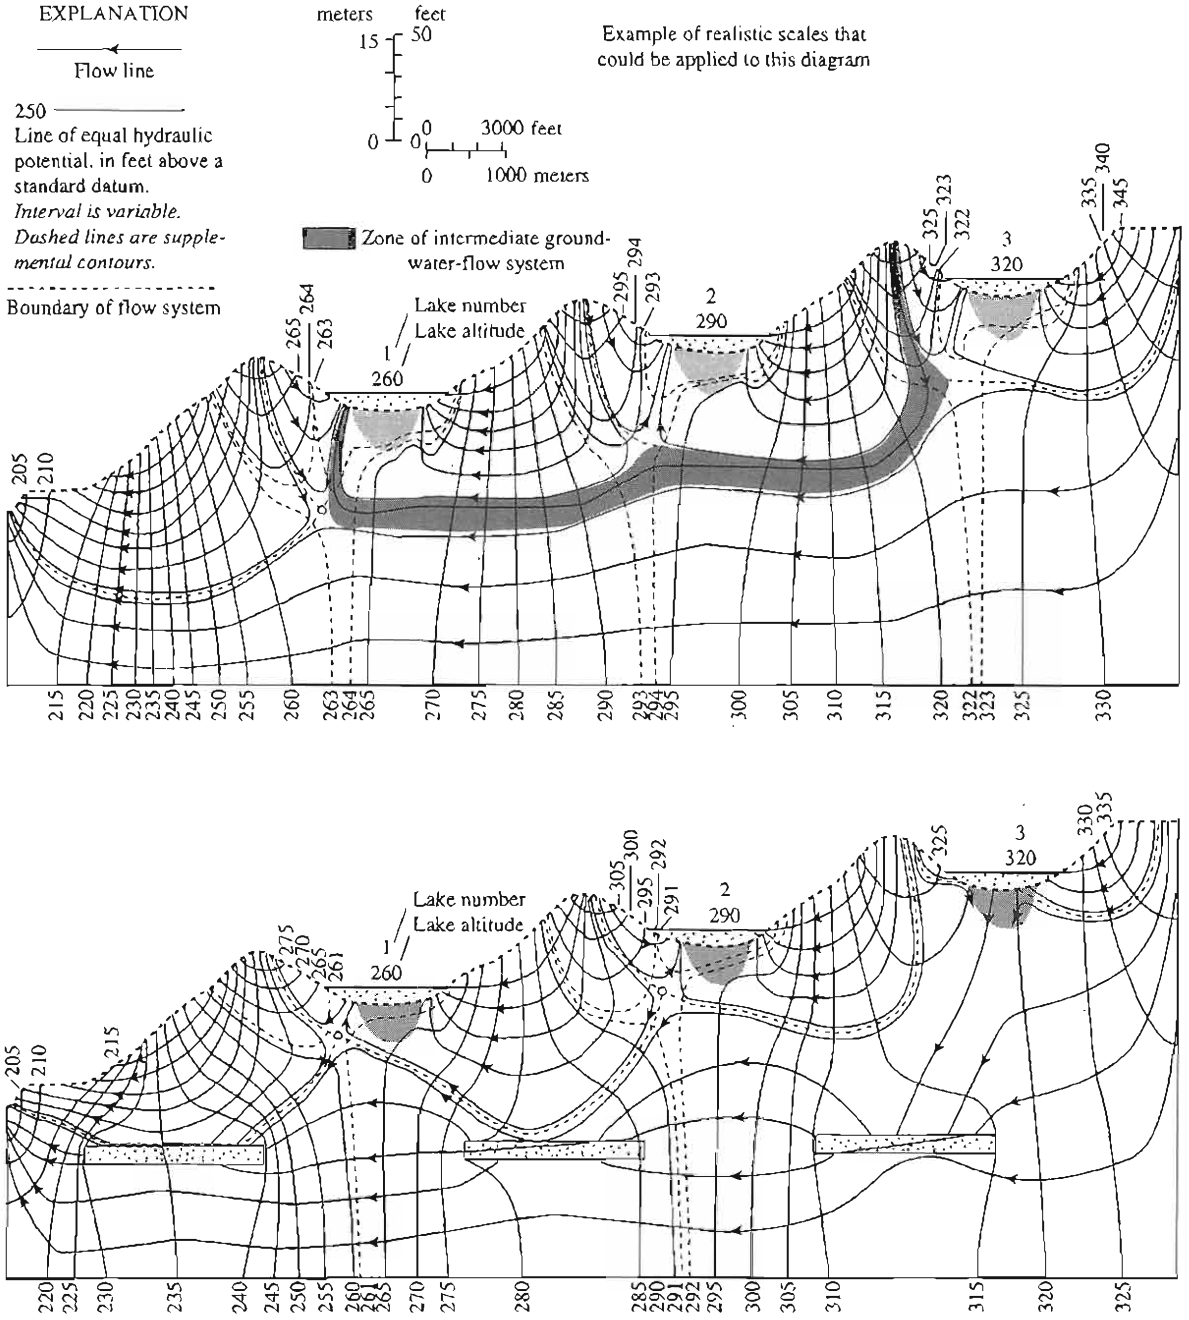 EXPLANATION
Flow line
250
Line of equal hydraulic
potential, in feet above a
standard datum.
Interval is variable.
Dashed lines are supple-
mental contours.
Boundary of flow system
meters feet
15 50
0 0
0 3000 feet
0 1000 meters
Example of realistic scales that
could be applied to this diagram
Zone of intermediate ground-
water-flow system
Lake number
Lake altitude
1
260
2
290
3
320
205 210
265 264 263
295 294 293
325 323 322
335 340 345
215 220 225 230 235 240 245 250 255 260 263 264 265 270 275 280 285 290 293 294 295 300 305 310 315 320 322 323 325 330
Lake number
Lake altitude
1
260
2
290
3
320
205 210 215
275 270 265 261
305 300 295 292 291
325
330 335
220 225 230 235 240 245 250 255 260 261 265 270 275 280 285 290 291 292 295 300 305 310 315 320 325